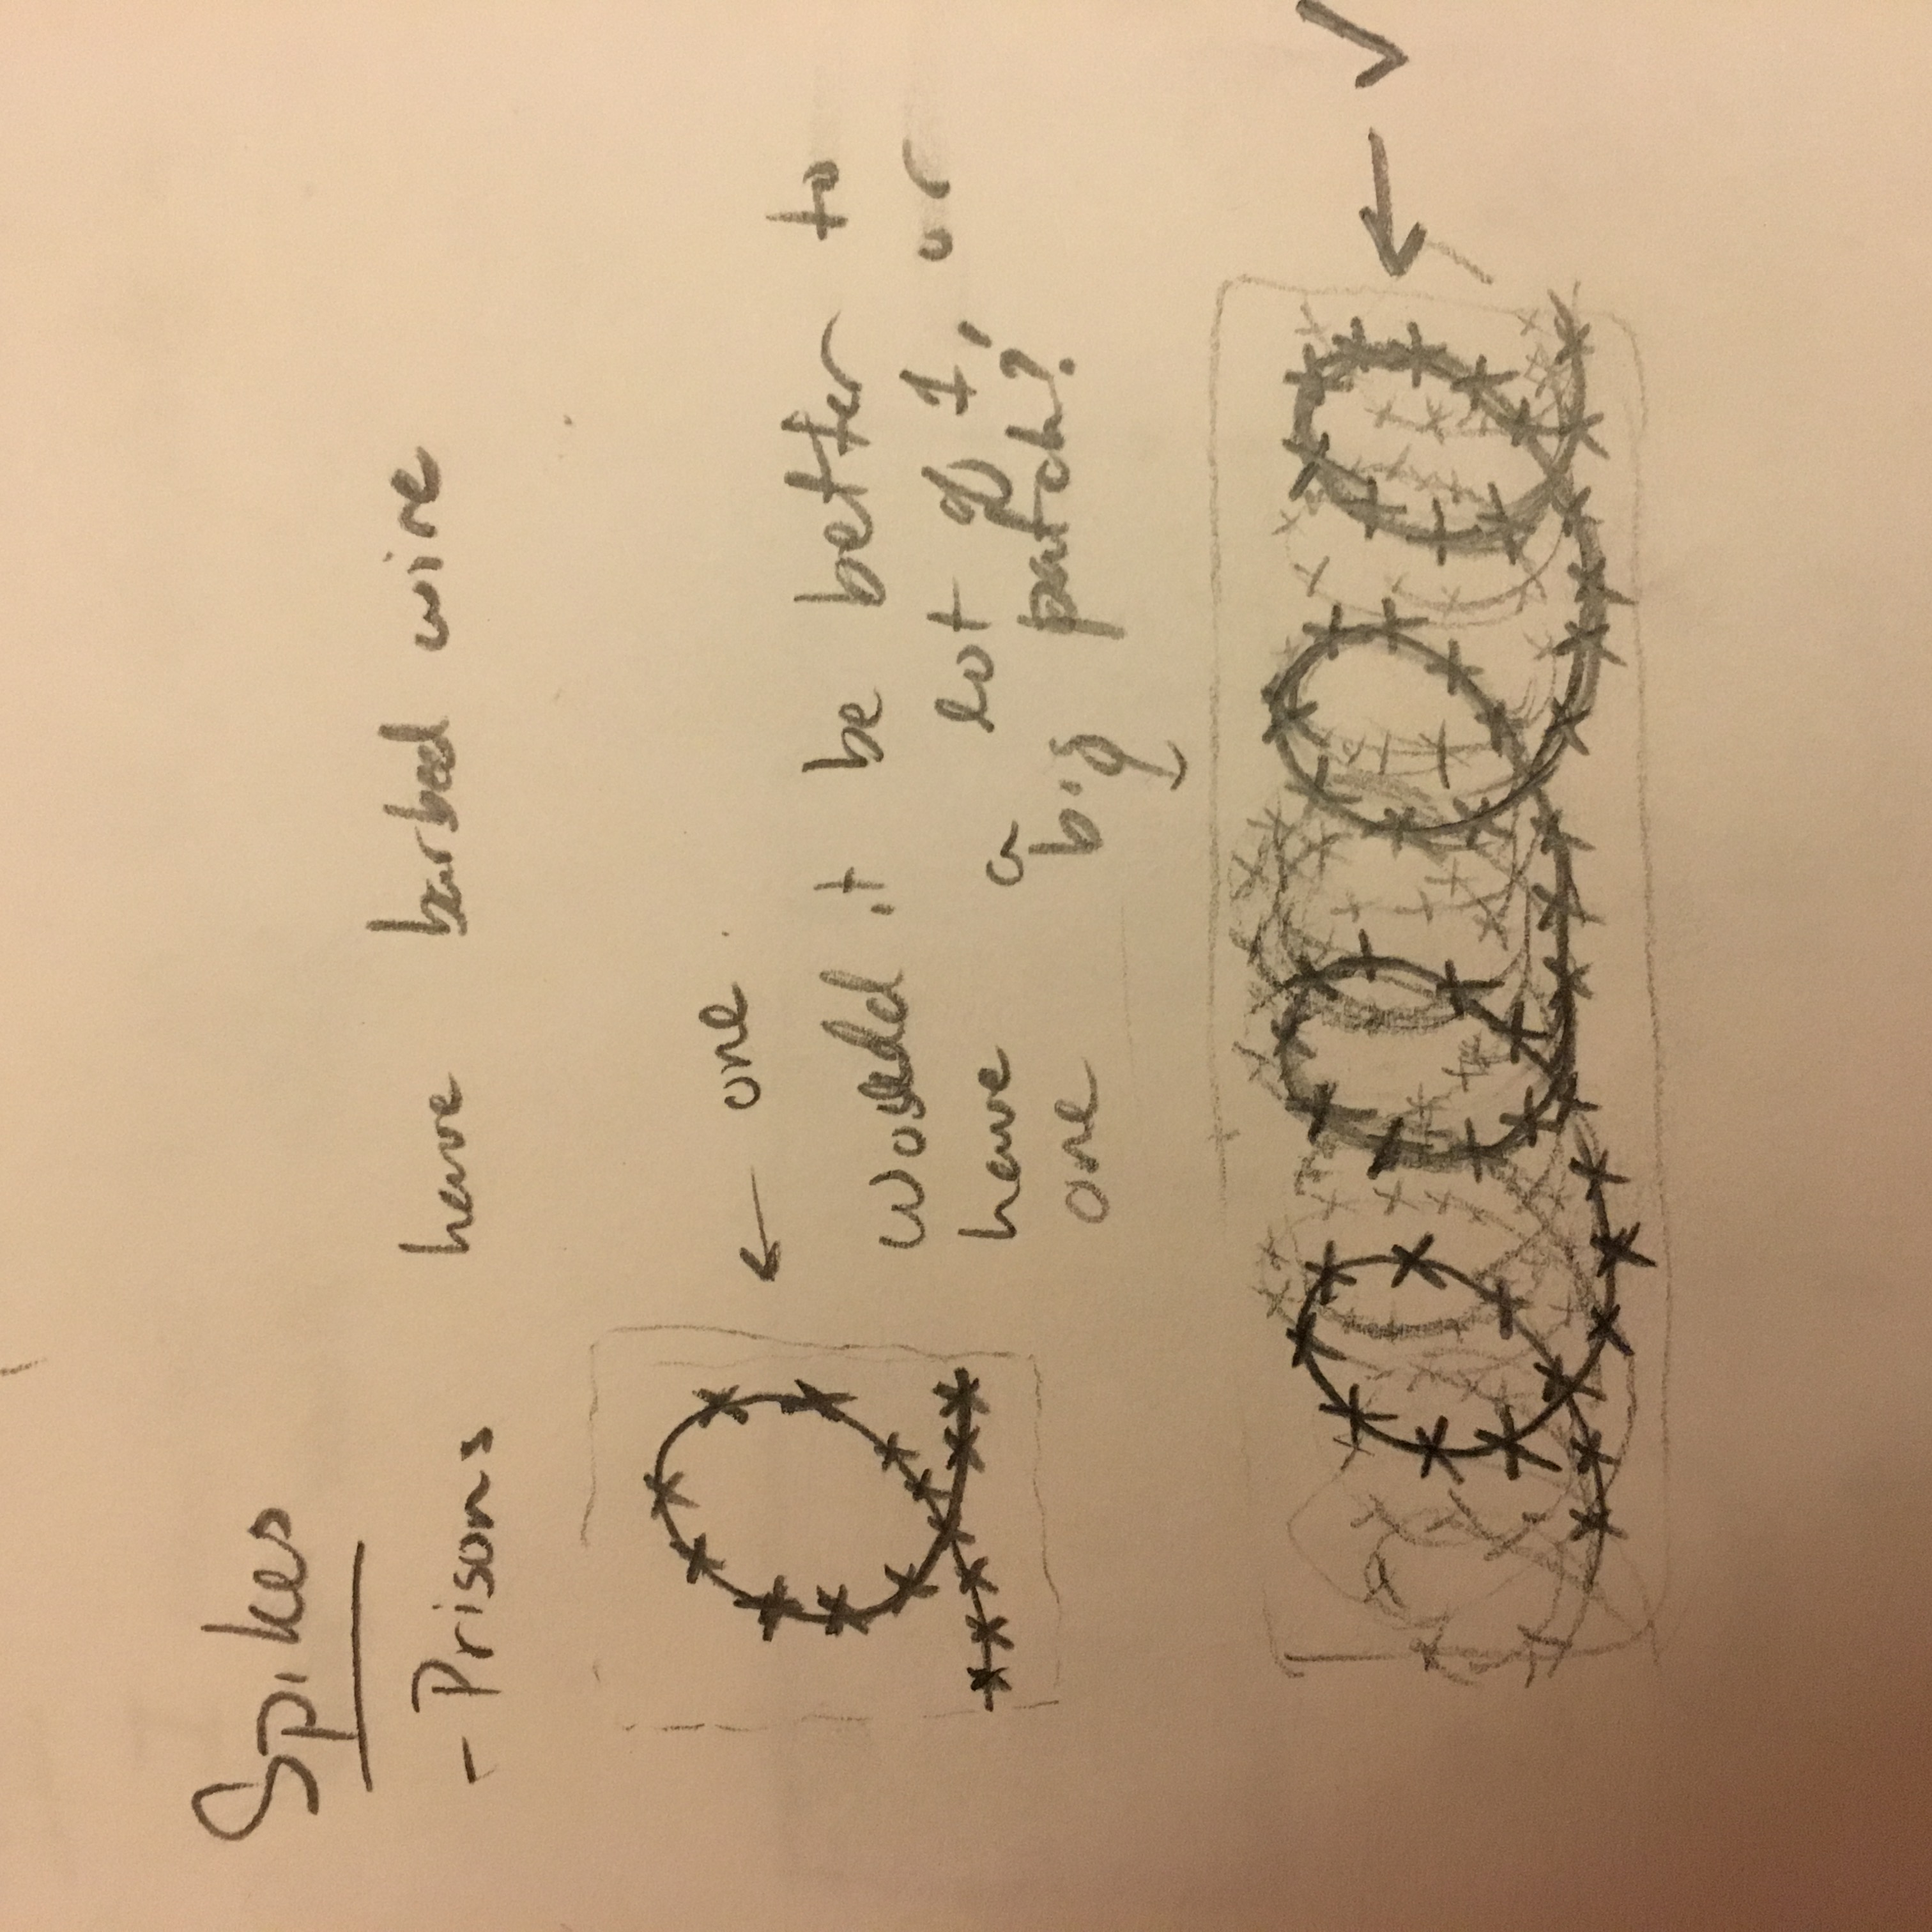 Spikes
- Prisons have barbed wire
← one
Would it be better to
have a lot of 1, or
one big patch?
↓
← ✓